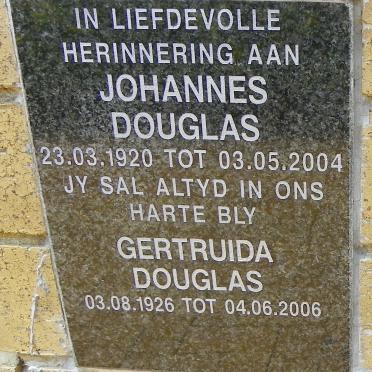 IN LIEFDEVOLLE
HERINNERING AAN
JOHANNES
DOUGLAS
23.03.1920 TOT 03.05.2004
JY SAL ALTYD IN ONS
HARTE BLY
GERTRUIDA
DOUGLAS
03.08.1926 TOT 04.06.2006